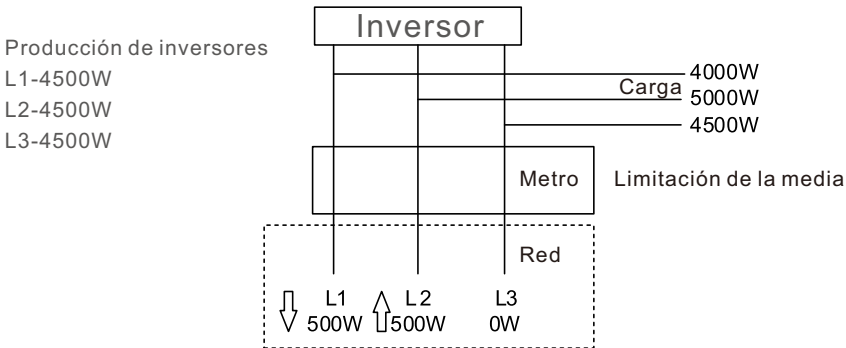 Inversor
Producción de inversores
L1-4500W
L2-4500W
L3-4500W
4000W
Carga
5000W
4500W
Metro
Limitación de la media
Red
L1 L2 L3
500W 500W 0W